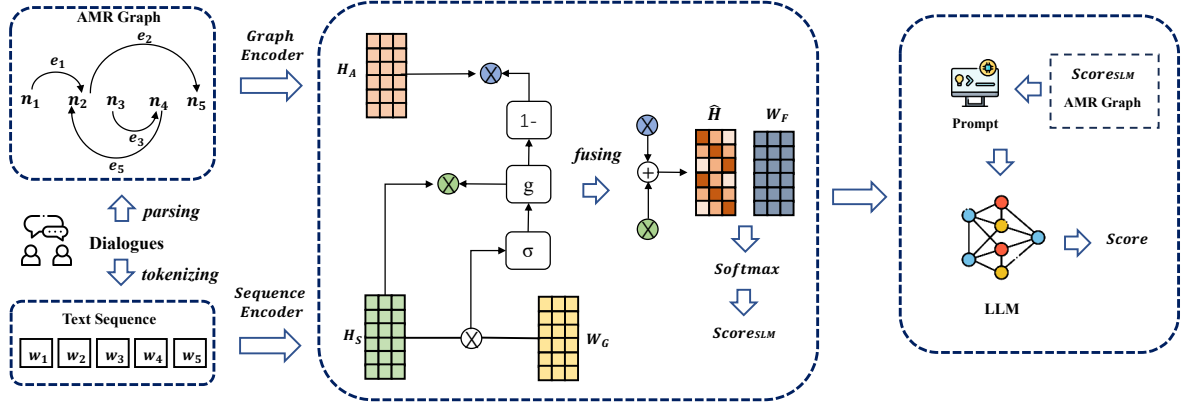 AMR Graph
e1
e2
n1 n2 n3 n4 n5
e3
e5
parsing
Dialogues
tokenizing
Text Sequence
w1 w2 w3 w4 w5
Graph
Encoder
Sequence
Encoder
HA
1-
g
σ
HS
WG
fusing
Ĥ
WF
Softmax
ScoreSLM
Prompt
ScoreSLM
AMR Graph
LLM
Score